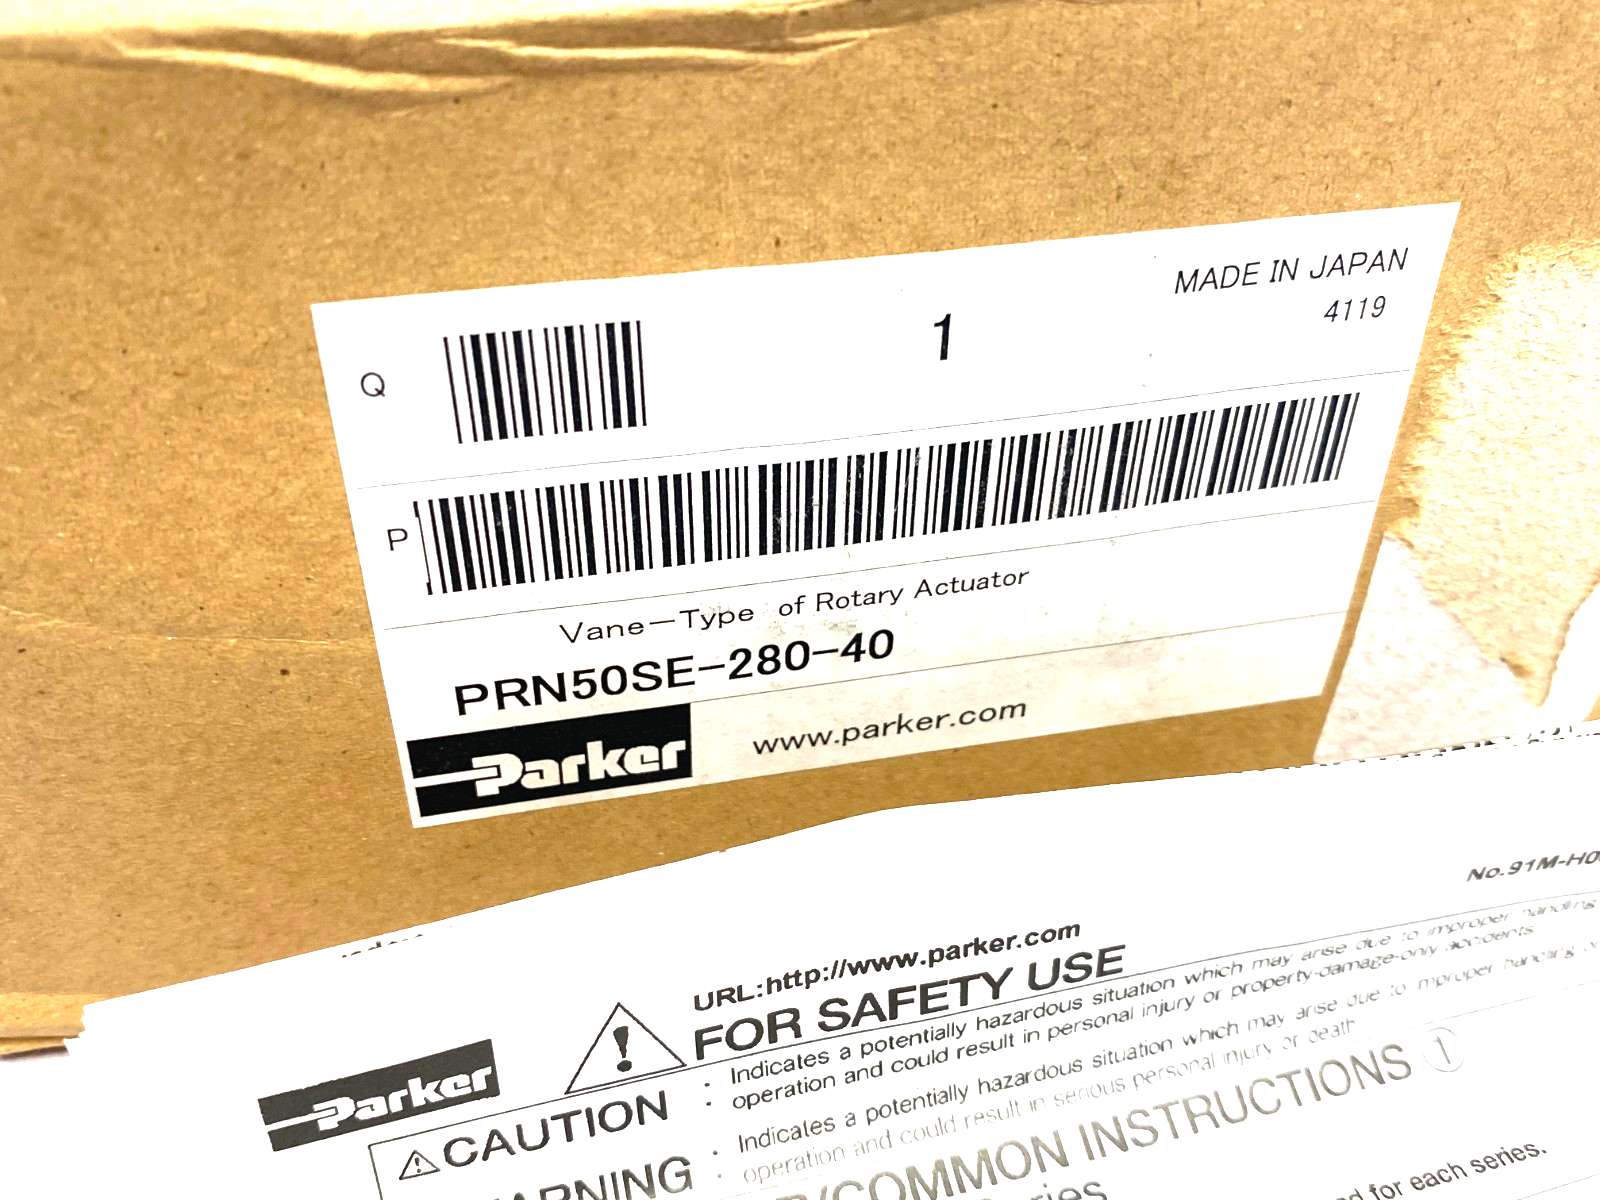 MADE IN JAPAN
4119
Q 1
P
Vane-Type of Rotary Actuator
PRN50SE-280-40
Parker www.parker.com
No.91M-H0
URL:http://www.parker.com
FOR SAFETY USE
Parker
CAUTION : Indicates a potentially hazardous situation which may arise due to improper handling
operation and could result in personal injury or property-damage-only accidents.
: Indicates a potentially hazardous situation which may arise due to improper handling
operation and could result in serious personal injury or death
/COMMON INSTRUCTIONS 1
for each series.